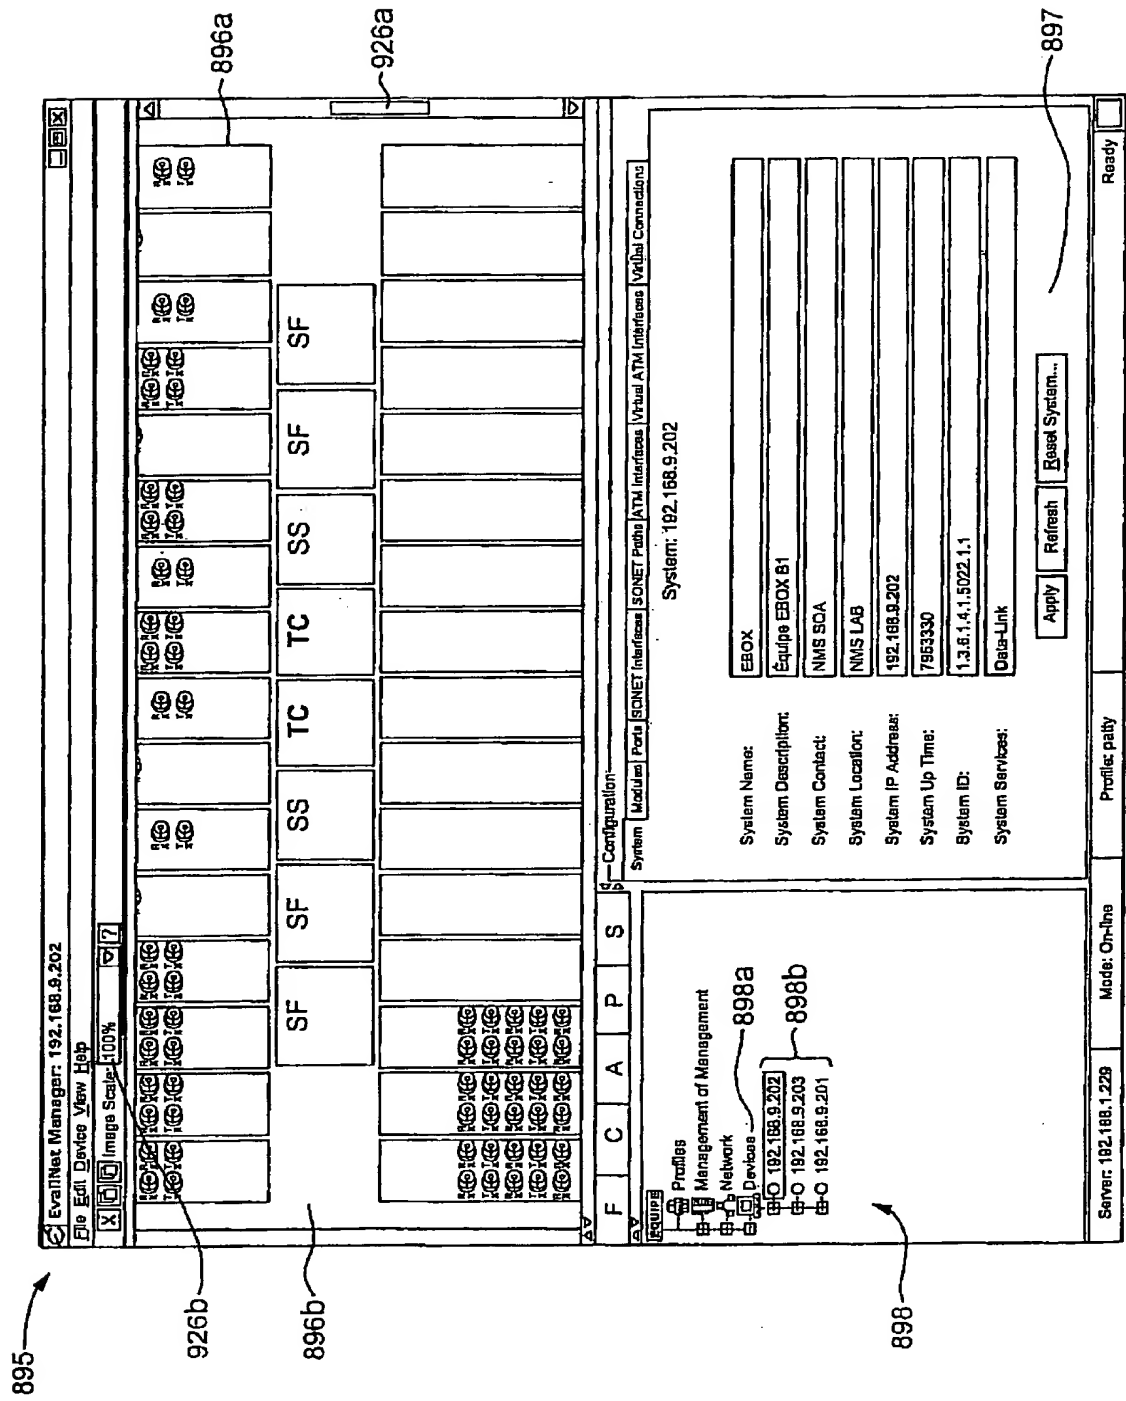 895
EvallNet Manager: 192.168.9.202
File Edit Device View Help
Image Scale: 100% ?
926b
896a
896b
926a
SF SF SS TC TC SS SF SF
F C A P S
EQUIPE
Profiles
Management of Management
Network
Devices
898a
192.168.9.202
192.168.9.203
192.168.9.201
898b
898
Configuration
System Modules Ports SONET Interfaces SONET Paths ATM Interfaces Virtual ATM Interfaces Virtual Connections
System: 192.168.9.202
System Name: EBOX
System Description: Équipe EBOX B1
System Contact: NMS SQA
System Location: NMS LAB
System IP Address: 192.168.9.202
System Up Time: 7953330
System ID: 1.3.6.1.4.1.5022.1.1
System Services: Data-Link
Apply Refresh Reset System...
897
Server: 192.168.1.229 Mode: On-line Profile: patty Ready